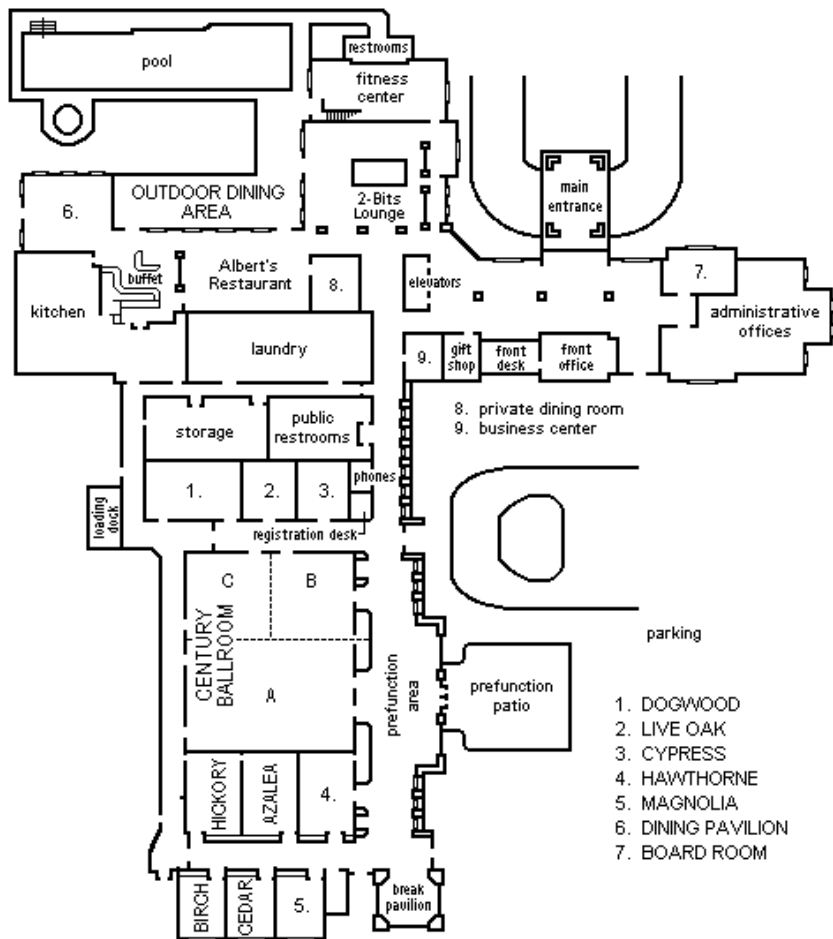 restrooms
pool
fitness
center
main
entrance
OUTDOOR DINING
AREA
2-Bits
Lounge
6.
Albert's
Restaurant
buffet
8.
elevators
7.
kitchen
administrative
offices
laundry
9.
gift
shop
front
desk
front
office
8. private dining room
9. business center
storage
public
restrooms
phones
1.
2.
3.
loading
dock
registration desk
C
B
CENTURY
BALLROOM
A
prefunction
area
parking
prefunction
patio
HICKORY
AZALEA
4.
BIRCH
CEDAR
5.
break
pavilion
1. DOGWOOD
2. LIVE OAK
3. CYPRESS
4. HAWTHORNE
5. MAGNOLIA
6. DINING PAVILION
7. BOARD ROOM